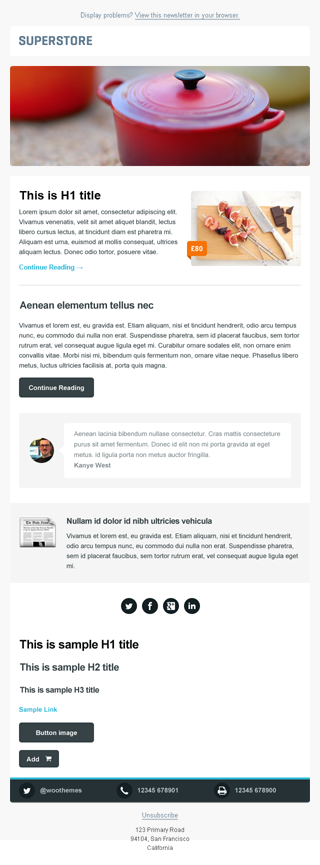 Display problems? View this newsletter in your browser.
SUPERSTORE
This is H1 title
Lorem ipsum dolor sit amet, consectetur adipiscing elit.
Vivamus venenatis, velit sit amet aliquet blandit, lectus
libero cursus lectus, at tincidunt diam est pharetra mi.
Aliquam est urna, euismod at mollis consequat, ultrices
aliquam lectus. Donec odio tortor, posuere vitae.
Continue Reading →
£80
Aenean elementum tellus nec
Vivamus et lorem est, eu gravida est. Etiam aliquam, nisi et tincidunt hendrerit, odio arcu tempus
nunc, eu commodo dui nulla non erat. Suspendisse pharetra, sem id placerat faucibus, sem tortor
rutrum erat, vel consequat augue ligula eget mi. Curabitur ornare sodales elit, non ornare enim
convallis vitae. Morbi nisi mi, bibendum quis fermentum non, ornare vitae neque. Phasellus libero
metus, luctus ultricies facilisis at, porta quis magna.
Continue Reading
Aenean lacinia bibendum nullase consectetur. Cras mattis consecteture
purus sit amet fermentum. Donec id elit non mi porta gravida at eget
metus. id ligula porta non metus auctor fringilla.
Kanye West
Nullam id dolor id nibh ultricies vehicula
Vivamus et lorem est, eu gravida est. Etiam aliquam, nisi et tincidunt hendrerit,
odio arcu tempus nunc, eu commodo dui nulla non erat. Suspendisse pharetra,
sem id placerat faucibus, sem tortor rutrum erat, vel consequat augue ligula eget
mi.
This is sample H1 title
This is sample H2 title
This is sample H3 title
Sample Link
Button image
Add
@woothemes 12345 678901 12345 678900
Unsubscribe
123 Primary Road
94104, San Francisco
California